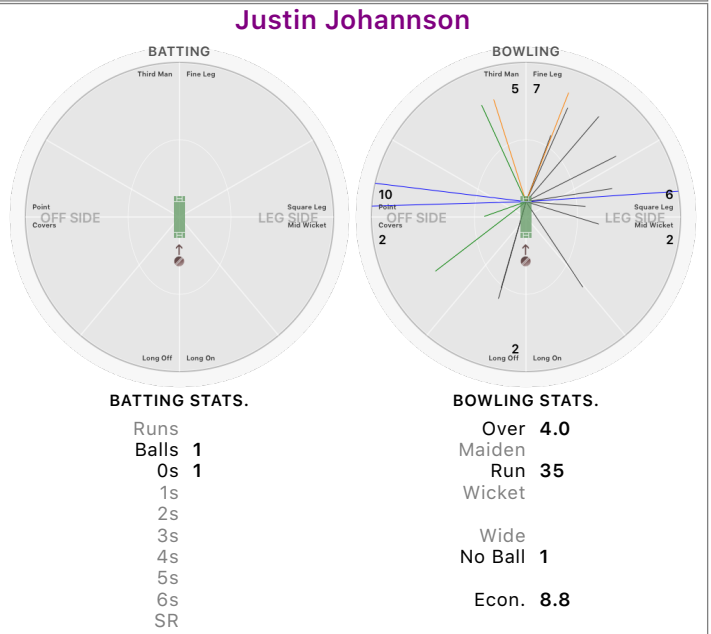 Justin Johannson
BATTING
Third Man Fine Leg
Point
OFF SIDE
Covers
Square Leg
LEG SIDE
Mid Wicket
Long Off Long On
BOWLING
Third Man Fine Leg
5 7
10
Point
OFF SIDE
Covers
2
6
Square Leg
LEG SIDE
Mid Wicket
2
2
Long Off Long On
BATTING STATS.
Runs
Balls 1
0s 1
1s
2s
3s
4s
5s
6s
SR
BOWLING STATS.
Over 4.0
Maiden
Run 35
Wicket
Wide
No Ball 1
Econ. 8.8